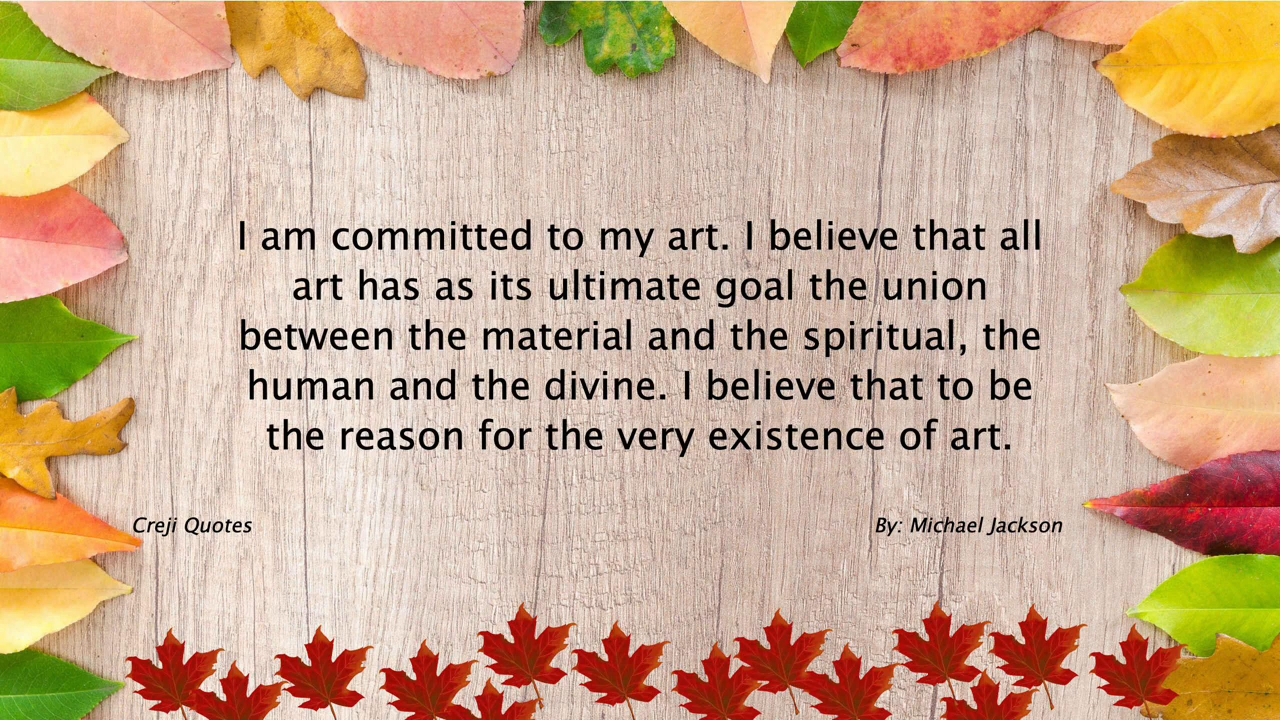 I am committed to my art. I believe that all
art has as its ultimate goal the union
between the material and the spiritual, the
human and the divine. I believe that to be
the reason for the very existence of art.
Creji Quotes
By: Michael Jackson